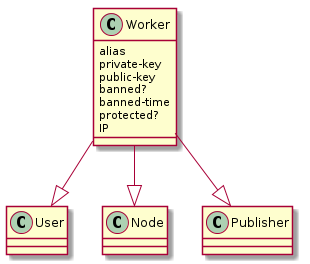 C Worker
alias
private-key
public-key
banned?
banned-time
protected?
IP
C User
C Node
C Publisher